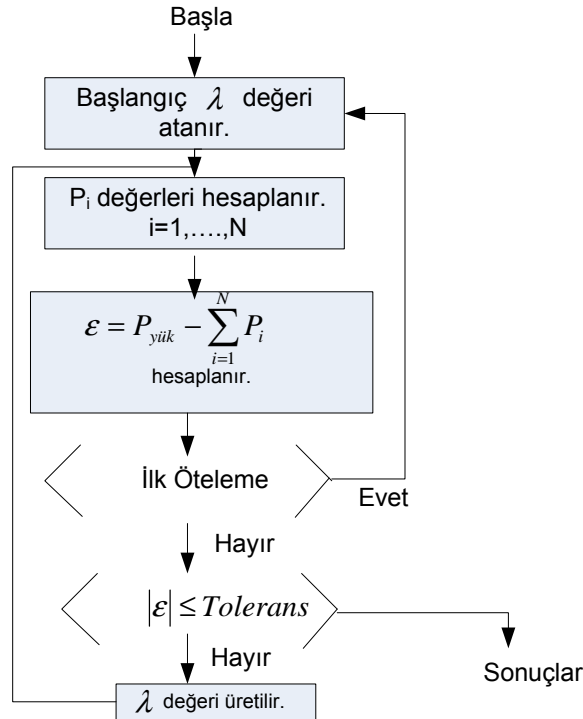 Başla
Başlangıç λ değeri
atanır.
Pᵢ değerleri hesaplanır.
i=1,….,N
ε = P_yük − ∑_{i=1}^{N} P_i
hesaplanır.
İlk Öteleme
Evet
Hayır
|ε| ≤ Tolerans
Hayır
Sonuçlar
λ değeri üretilir.